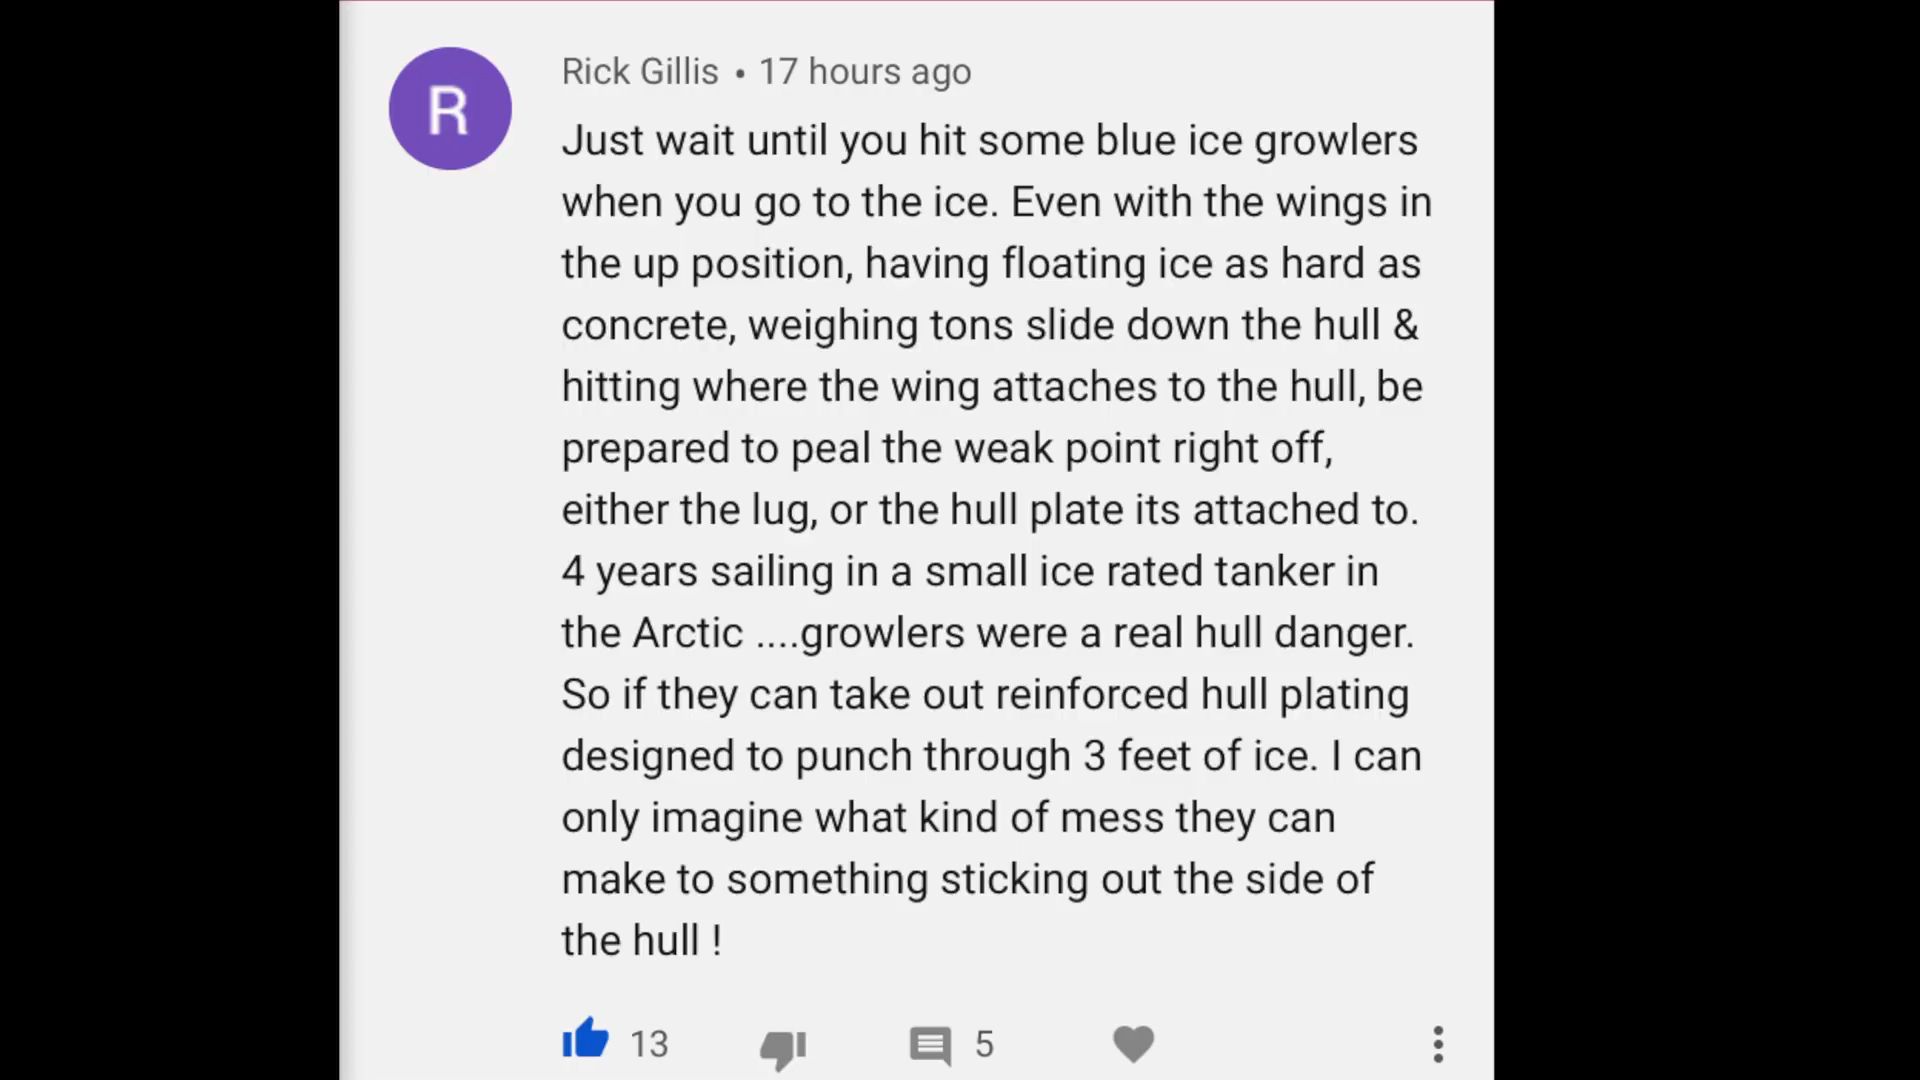 R
Rick Gillis • 17 hours ago
Just wait until you hit some blue ice growlers
when you go to the ice. Even with the wings in
the up position, having floating ice as hard as
concrete, weighing tons slide down the hull &
hitting where the wing attaches to the hull, be
prepared to peal the weak point right off,
either the lug, or the hull plate its attached to.
4 years sailing in a small ice rated tanker in
the Arctic ....growlers were a real hull danger.
So if they can take out reinforced hull plating
designed to punch through 3 feet of ice. I can
only imagine what kind of mess they can
make to something sticking out the side of
the hull !
13 5